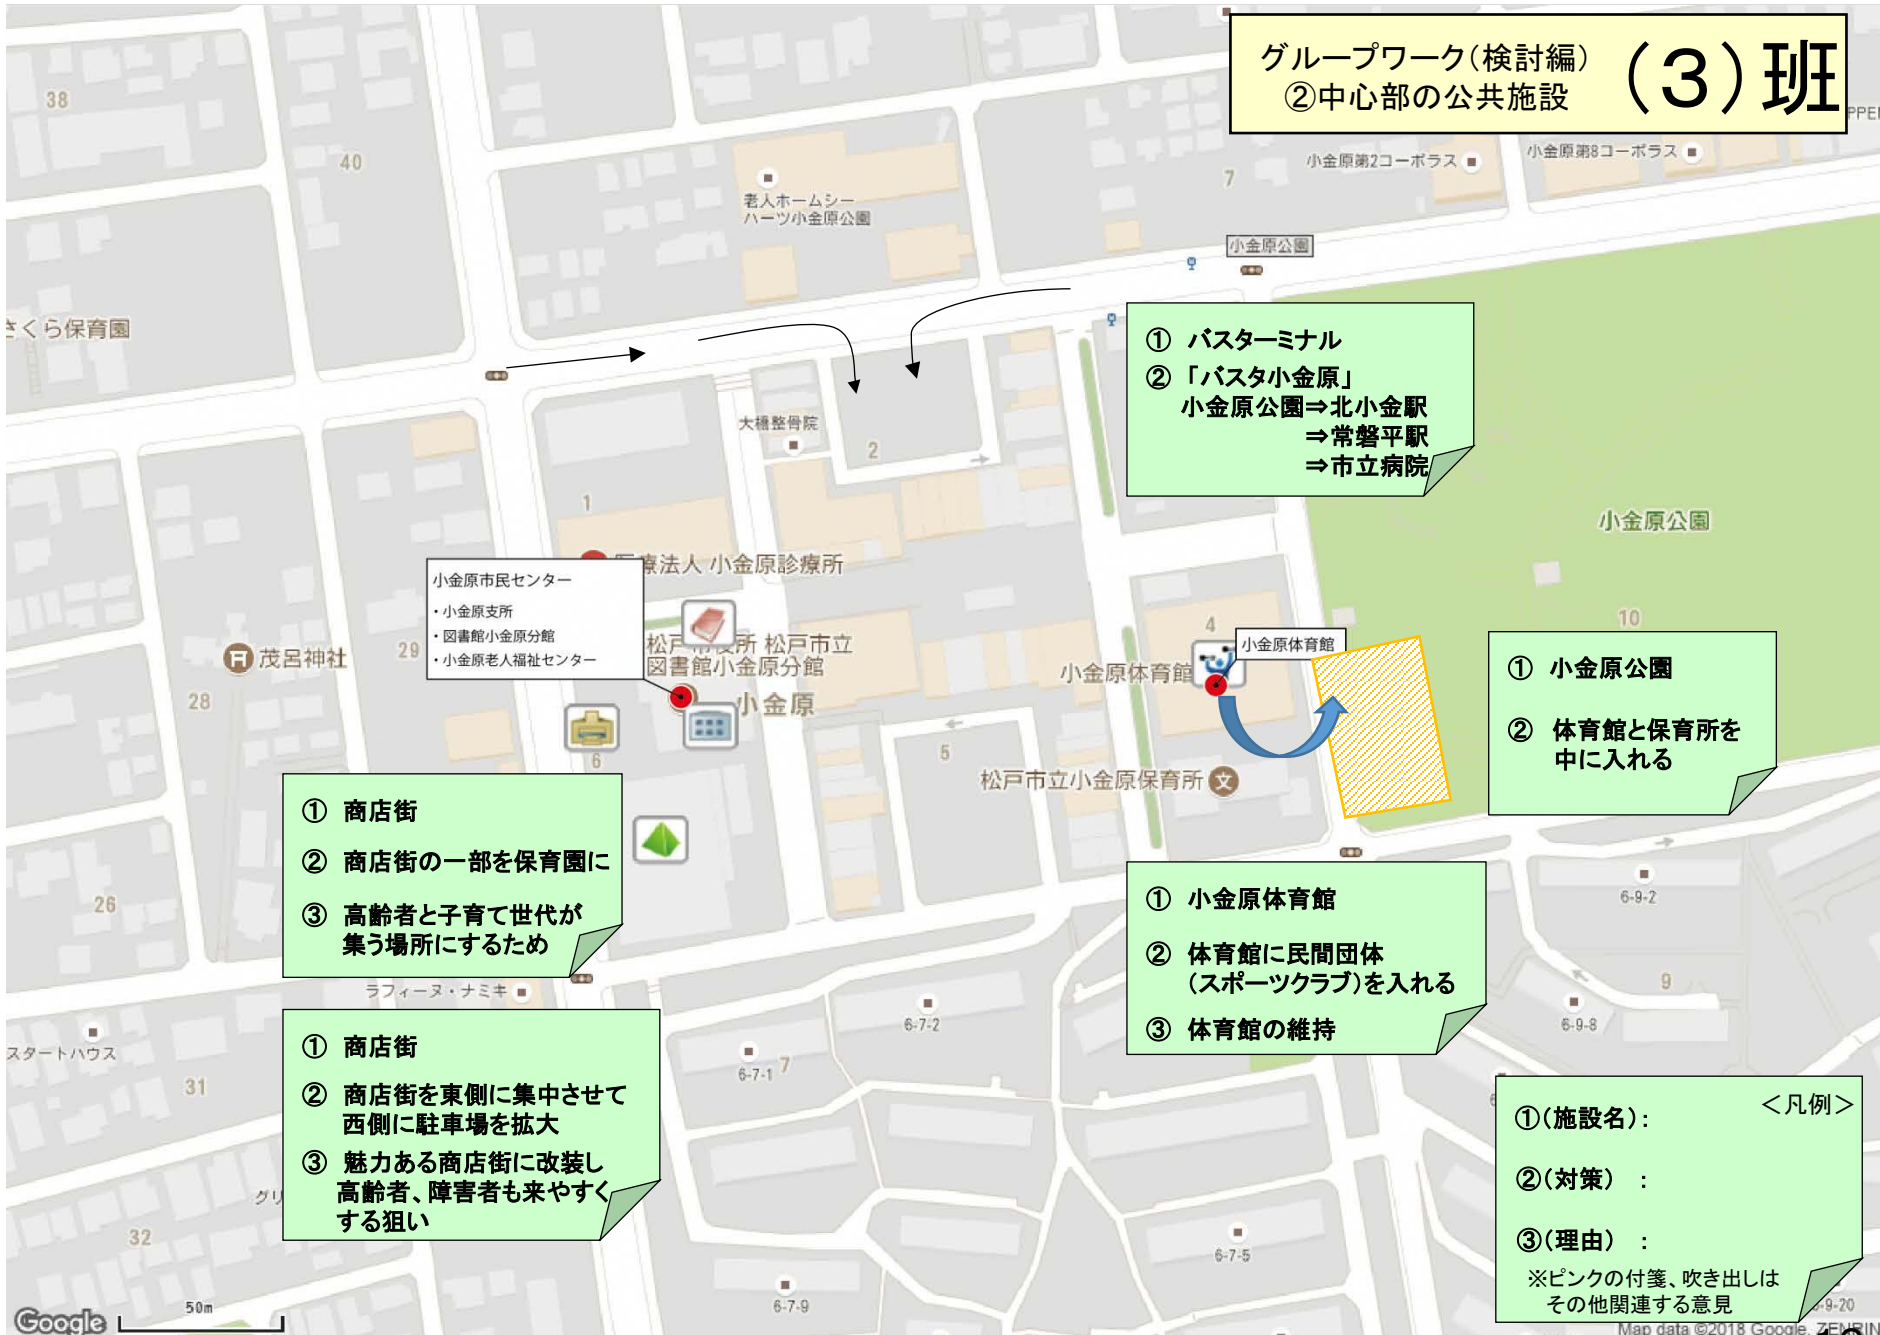 グループワーク(検討編)
②中心部の公共施設
(3)班
38
40
老人ホームシー
ハーツ小金原公園
7
小金原第2コーポラス
小金原第8コーポラス
小金原公園
さくら保育園
① バスターミナル
② 「バスタ小金原」
小金原公園⇒北小金駅
⇒常磐平駅
⇒市立病院
大橋整骨院
2
1
小金原公園
療法人 小金原診療所
小金原市民センター
・小金原支所
・図書館小金原分館
・小金原老人福祉センター
松戸市役所 松戸市立
図書館小金原分館
小金原
茂呂神社
29
28
4
小金原体育館
小金原体育館
10
① 小金原公園
② 体育館と保育所を
中に入れる
6
5
松戸市立小金原保育所
① 商店街
② 商店街の一部を保育園に
③ 高齢者と子育て世代が
集う場所にするため
26
① 小金原体育館
② 体育館に民間団体
(スポーツクラブ)を入れる
③ 体育館の維持
6-9-2
9
6-9-8
ラフィーヌ・ナミキ
6-7-2
6-7-1
7
スタートハウス
31
① 商店街
② 商店街を東側に集中させて
西側に駐車場を拡大
③ 魅力ある商店街に改装し
高齢者、障害者も来やすく
する狙い
グリ
32
6-7-5
6-7-9
<凡例>
①(施設名):
②(対策) :
③(理由) :
※ピンクの付箋、吹き出しは
その他関連する意見
-9-20
Google
50m
Map data ©2018 Google, ZENRIN